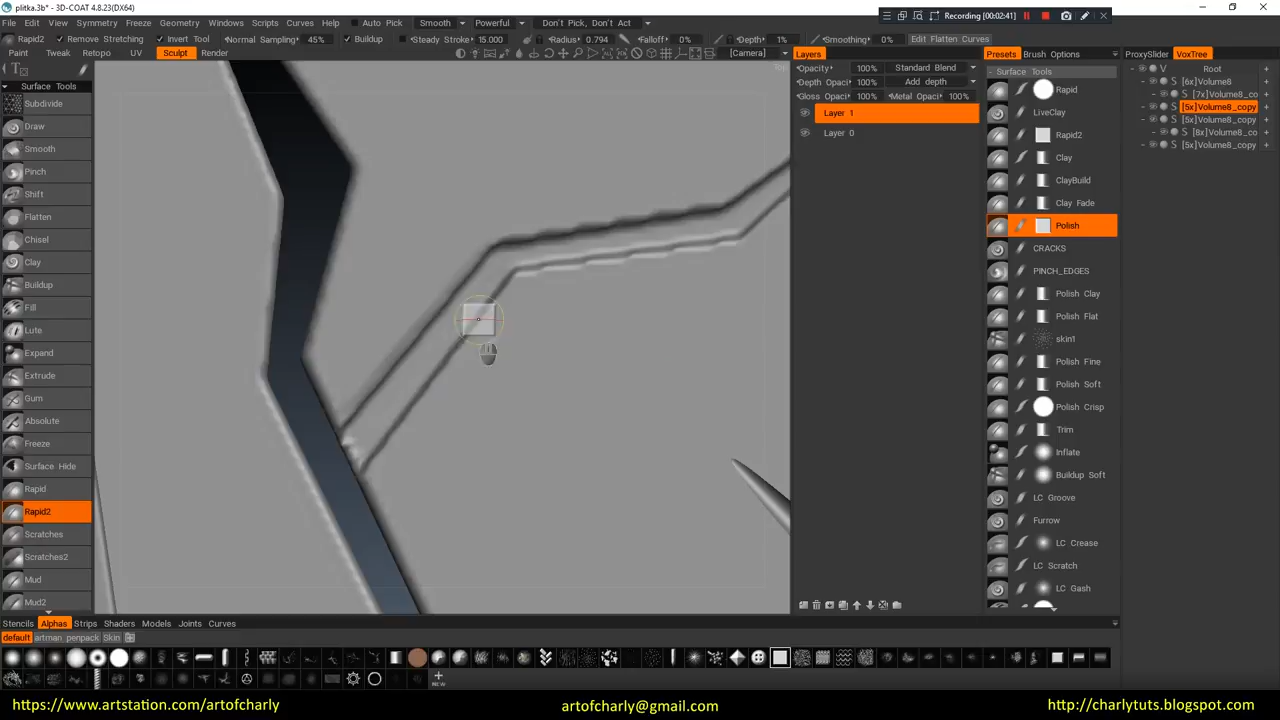 plitka.3b* - 3D-COAT 4.8.23(DX64)
Recording [00:02:41]
File Edit View Symmetry Freeze Geometry Windows Scripts Curves Help Auto Pick Smooth Powerful Don't Pick, Don't Act
Rapid2 Remove Stretching Invert Tool Normal Sampling 45% Buildup Steady Stroke 15.000 Radius 0.794 Falloff 0% Depth 1% Smoothing 0% Edit Flatten Curves
Paint Tweak Retopo UV Sculpt Render
[Camera]
Layers
Presets Brush Options
ProxySlider VoxTree
Surface Tools
Subdivide
Draw
Smooth
Pinch
Shift
Flatten
Chisel
Clay
Buildup
Fill
Lute
Expand
Extrude
Gum
Absolute
Freeze
Surface Hide
Rapid
Rapid2
Scratches
Scratches2
Mud
Mud2
Opacity 100% Standard Blend
Depth Opaci 100% Add depth
Gloss Opaci 100% Metal Opaci 100%
Layer 1
Layer 0
Surface Tools
Rapid
LiveClay
Rapid2
Clay
ClayBuild
Clay Fade
Polish
CRACKS
PINCH_EDGES
Polish Clay
Polish Flat
skin1
Polish Fine
Polish Soft
Polish Crisp
Trim
Inflate
Buildup Soft
LC Groove
Furrow
LC Crease
LC Scratch
LC Gash
V Root +
S [6x]Volume8 +
S [7x]Volume8_co +
S [5x]Volume8_copy +
S [5x]Volume8_copy +
S [8x]Volume8_co +
S [5x]Volume8_copy +
Stencils Alphas Strips Shaders Models Joints Curves
default artman penpack Skin
https://www.artstation.com/artofcharly
artofcharly@gmail.com
http://charlytuts.blogspot.com